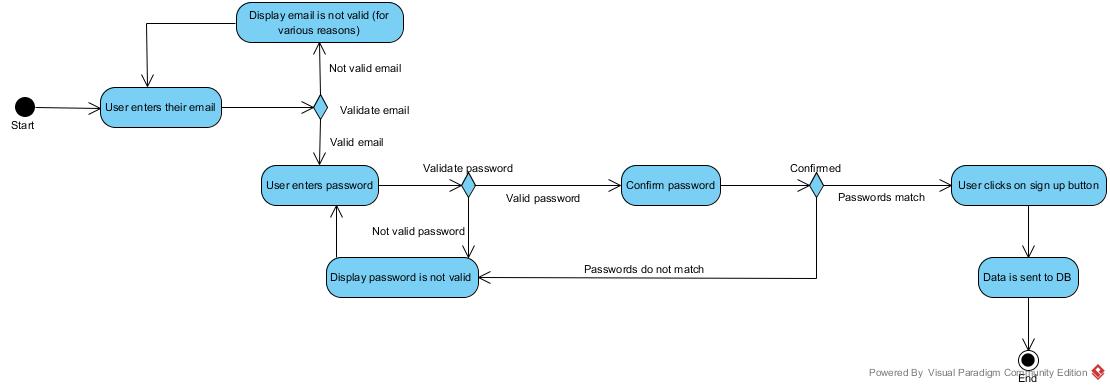 Display email is not valid (for
various reasons)
Not valid email
User enters their email
Validate email
Start
Valid email
Validate password
Confirmed
User enters password
Confirm password
User clicks on sign up button
Valid password
Passwords match
Not valid password
Passwords do not match
Display password is not valid
Data is sent to DB
Powered By Visual Paradigm Community Edition
End